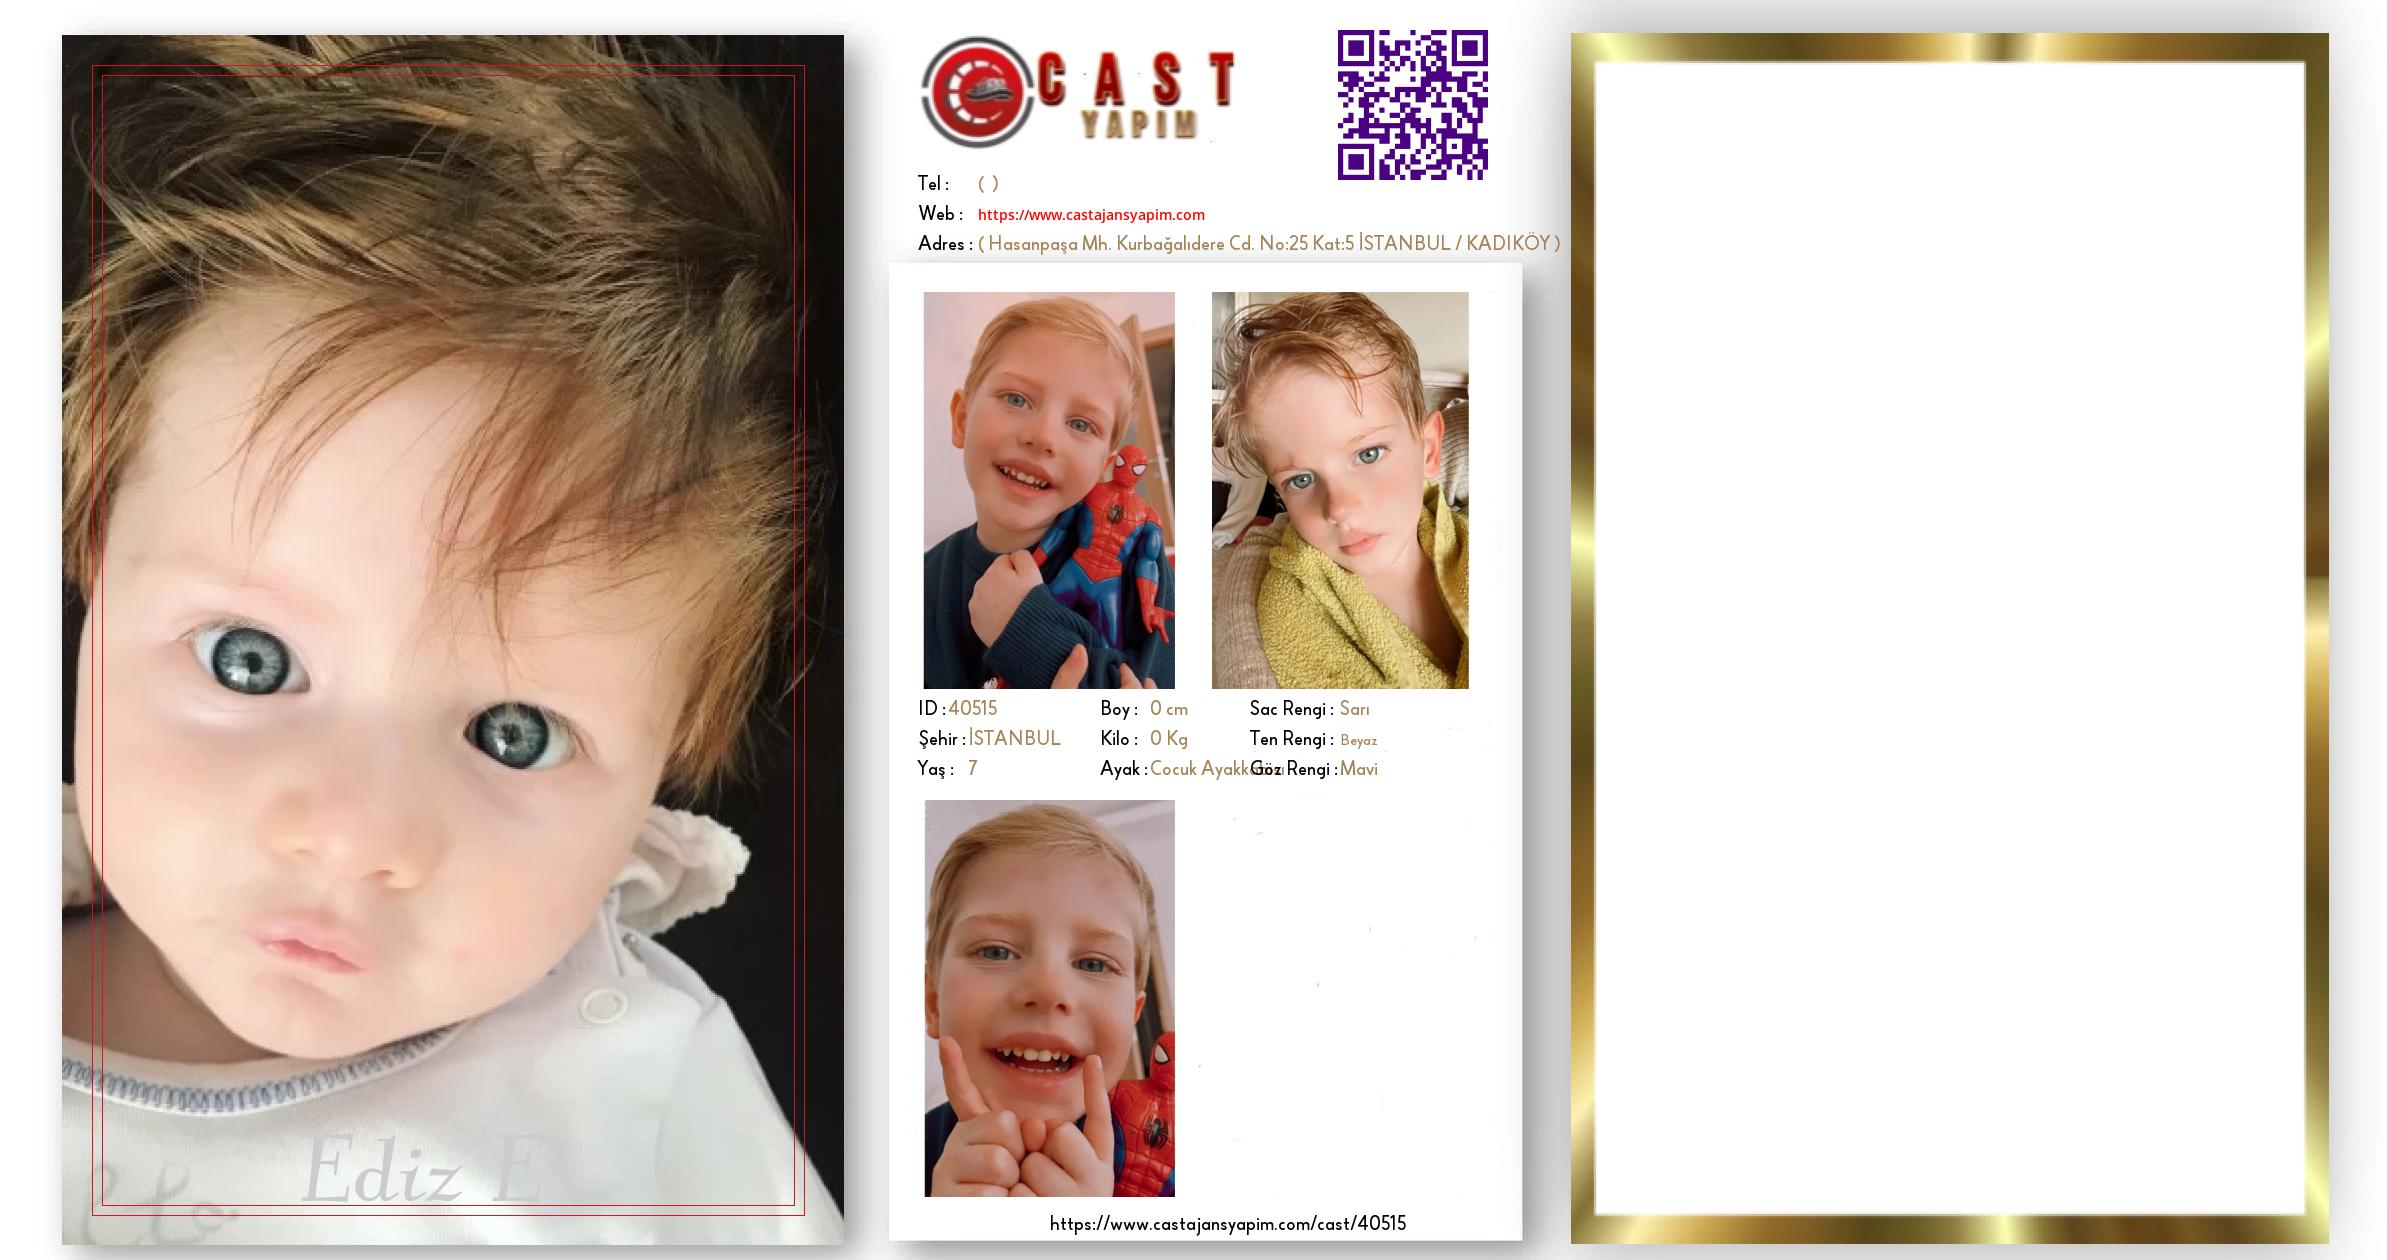 CAST
YAPIM
Tel : ( )
Web : https://www.castajansyapim.com
Adres : ( Hasanpaşa Mh. Kurbağalıdere Cd. No:25 Kat:5 İSTANBUL / KADIKÖY )
ID : 40515 Boy : 0 cm Sac Rengi : Sarı
Şehir : İSTANBUL Kilo : 0 Kg Ten Rengi : Beyaz
Yaş : 7 Ayak : Cocuk Ayakkabısı Göz Rengi : Mavi
Ediz E
https://www.castajansyapim.com/cast/40515